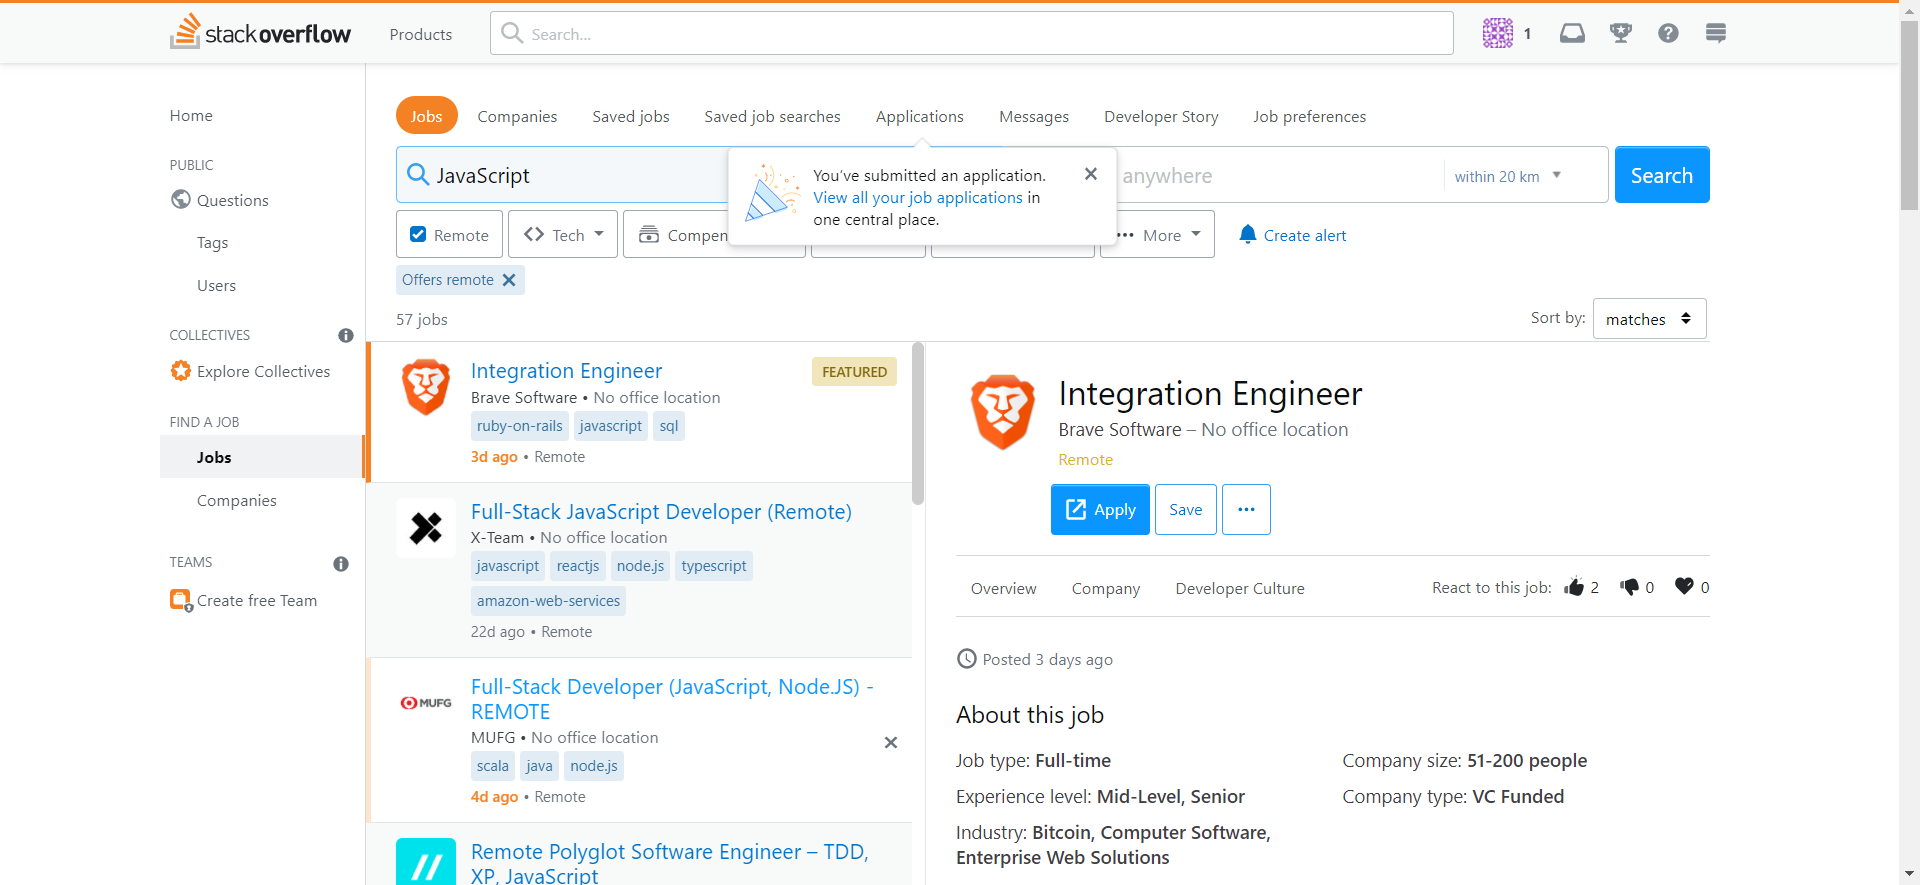 stack overflow
Products
Search...
1
Home
PUBLIC
Questions
Tags
Users
COLLECTIVES
Explore Collectives
FIND A JOB
Jobs
Companies
TEAMS
Create free Team
Jobs Companies Saved jobs Saved job searches Applications Messages Developer Story Job preferences
JavaScript
anywhere
within 20 km
Search
You've submitted an application.
View all your job applications in
one central place.
Remote
Tech
Compen
More
Create alert
Offers remote
57 jobs
Sort by: matches
Integration Engineer
FEATURED
Brave Software • No office location
ruby-on-rails javascript sql
3d ago • Remote
Full-Stack JavaScript Developer (Remote)
X-Team • No office location
javascript reactjs node.js typescript
amazon-web-services
22d ago • Remote
MUFG
Full-Stack Developer (JavaScript, Node.JS) -
REMOTE
MUFG • No office location
scala java node.js
4d ago • Remote
Remote Polyglot Software Engineer – TDD,
XP, JavaScript
Integration Engineer
Brave Software – No office location
Remote
Apply
Save
Overview Company Developer Culture
React to this job: 2 0 0
Posted 3 days ago
About this job
Job type: Full-time
Company size: 51-200 people
Experience level: Mid-Level, Senior
Company type: VC Funded
Industry: Bitcoin, Computer Software,
Enterprise Web Solutions